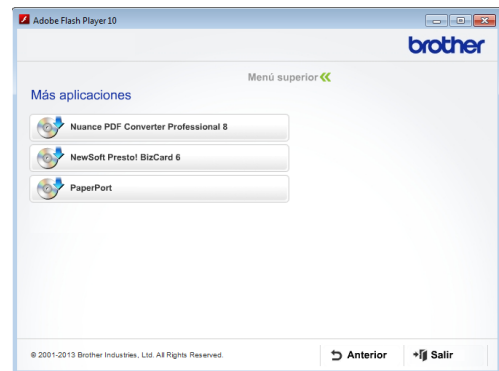 Adobe Flash Player 10
brother
Menú superior
Más aplicaciones
Nuance PDF Converter Professional 8
NewSoft Presto! BizCard 6
PaperPort
© 2001-2013 Brother Industries, Ltd. All Rights Reserved.
Anterior
Salir